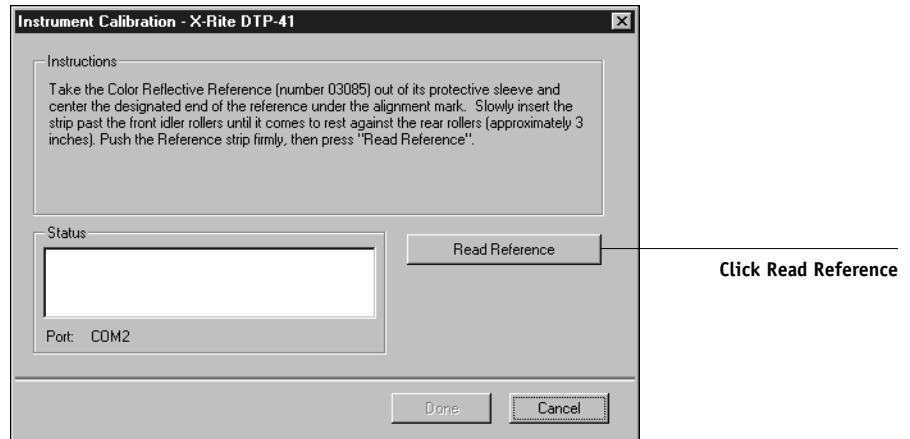 Instrument Calibration - X-Rite DTP-41
Instructions
Take the Color Reflective Reference (number 03085) out of its protective sleeve and
center the designated end of the reference under the alignment mark. Slowly insert the
strip past the front idler rollers until it comes to rest against the rear rollers (approximately 3
inches). Push the Reference strip firmly, then press "Read Reference".
Status
Read Reference
Click Read Reference
Port: COM2
Done
Cancel